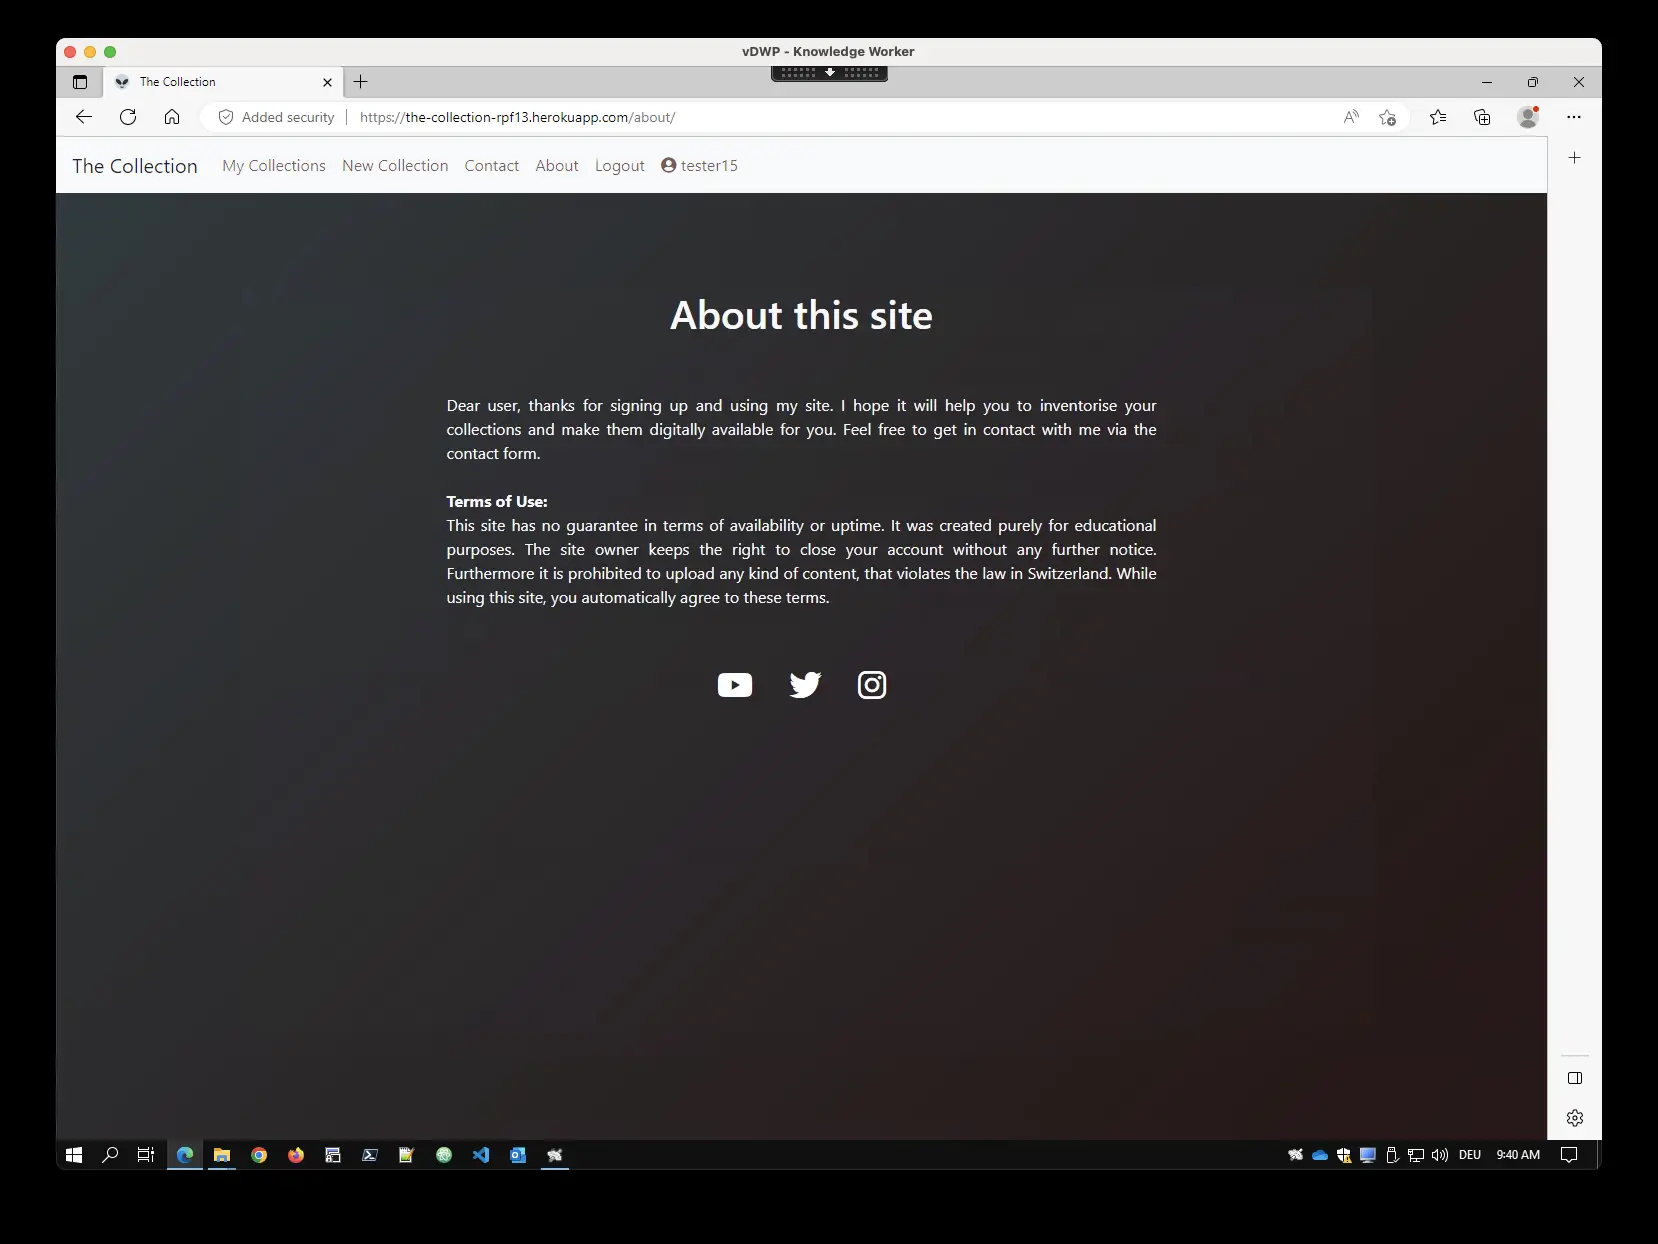 vDWP - Knowledge Worker
The Collection
Added security
https://the-collection-rpf13.herokuapp.com/about/
The Collection My Collections New Collection Contact About Logout tester15
About this site
Dear user, thanks for signing up and using my site. I hope it will help you to inventorise your
collections and make them digitally available for you. Feel free to get in contact with me via the
contact form.
Terms of Use:
This site has no guarantee in terms of availability or uptime. It was created purely for educational
purposes. The site owner keeps the right to close your account without any further notice.
Furthermore it is prohibited to upload any kind of content, that violates the law in Switzerland. While
using this site, you automatically agree to these terms.
DEU 9:40 AM